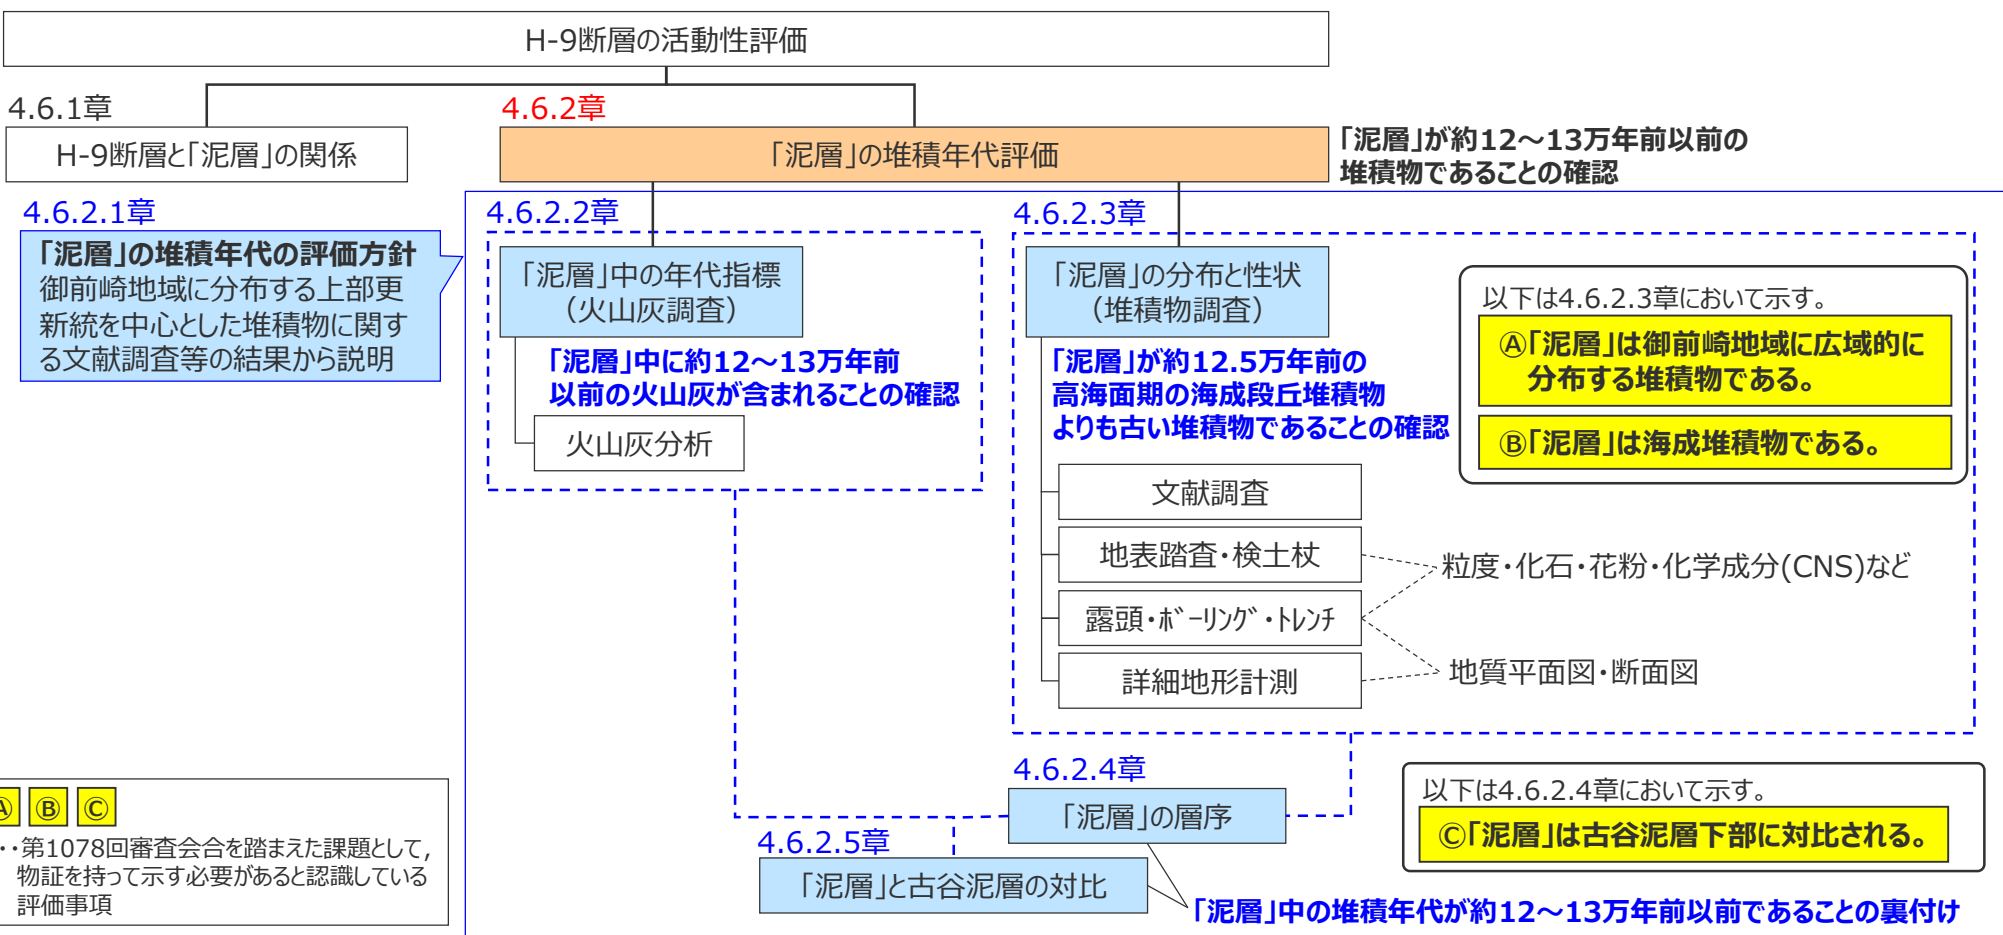 H-9断層の活動性評価
4.6.1章
H-9断層と「泥層」の関係
4.6.2章
「泥層」の堆積年代評価
「泥層」が約12～13万年前以前の
堆積物であることの確認
4.6.2.1章
「泥層」の堆積年代の評価方針
御前崎地域に分布する上部更
新統を中心とした堆積物に関す
る文献調査等の結果から説明
4.6.2.2章
「泥層」中の年代指標
（火山灰調査）
「泥層」中に約12～13万年前
以前の火山灰が含まれることの確認
火山灰分析
4.6.2.3章
「泥層」の分布と性状
（堆積物調査）
「泥層」が約12.5万年前の
高海面期の海成段丘堆積物
よりも古い堆積物であることの確認
文献調査
地表踏査・検土杖
露頭・ﾎﾞｰﾘﾝｸﾞ・ﾄﾚﾝﾁ
詳細地形計測
粒度・化石・花粉・化学成分(CNS)など
地質平面図・断面図
以下は4.6.2.3章において示す。
Ⓐ「泥層」は御前崎地域に広域的に
分布する堆積物である。
Ⓑ「泥層」は海成堆積物である。
4.6.2.4章
「泥層」の層序
以下は4.6.2.4章において示す。
Ⓒ「泥層」は古谷泥層下部に対比される。
4.6.2.5章
「泥層」と古谷泥層の対比
「泥層」中の堆積年代が約12～13万年前以前であることの裏付け
Ⓐ Ⓑ Ⓒ
・・第1078回審査会合を踏まえた課題として，
物証を持って示す必要があると認識している
評価事項